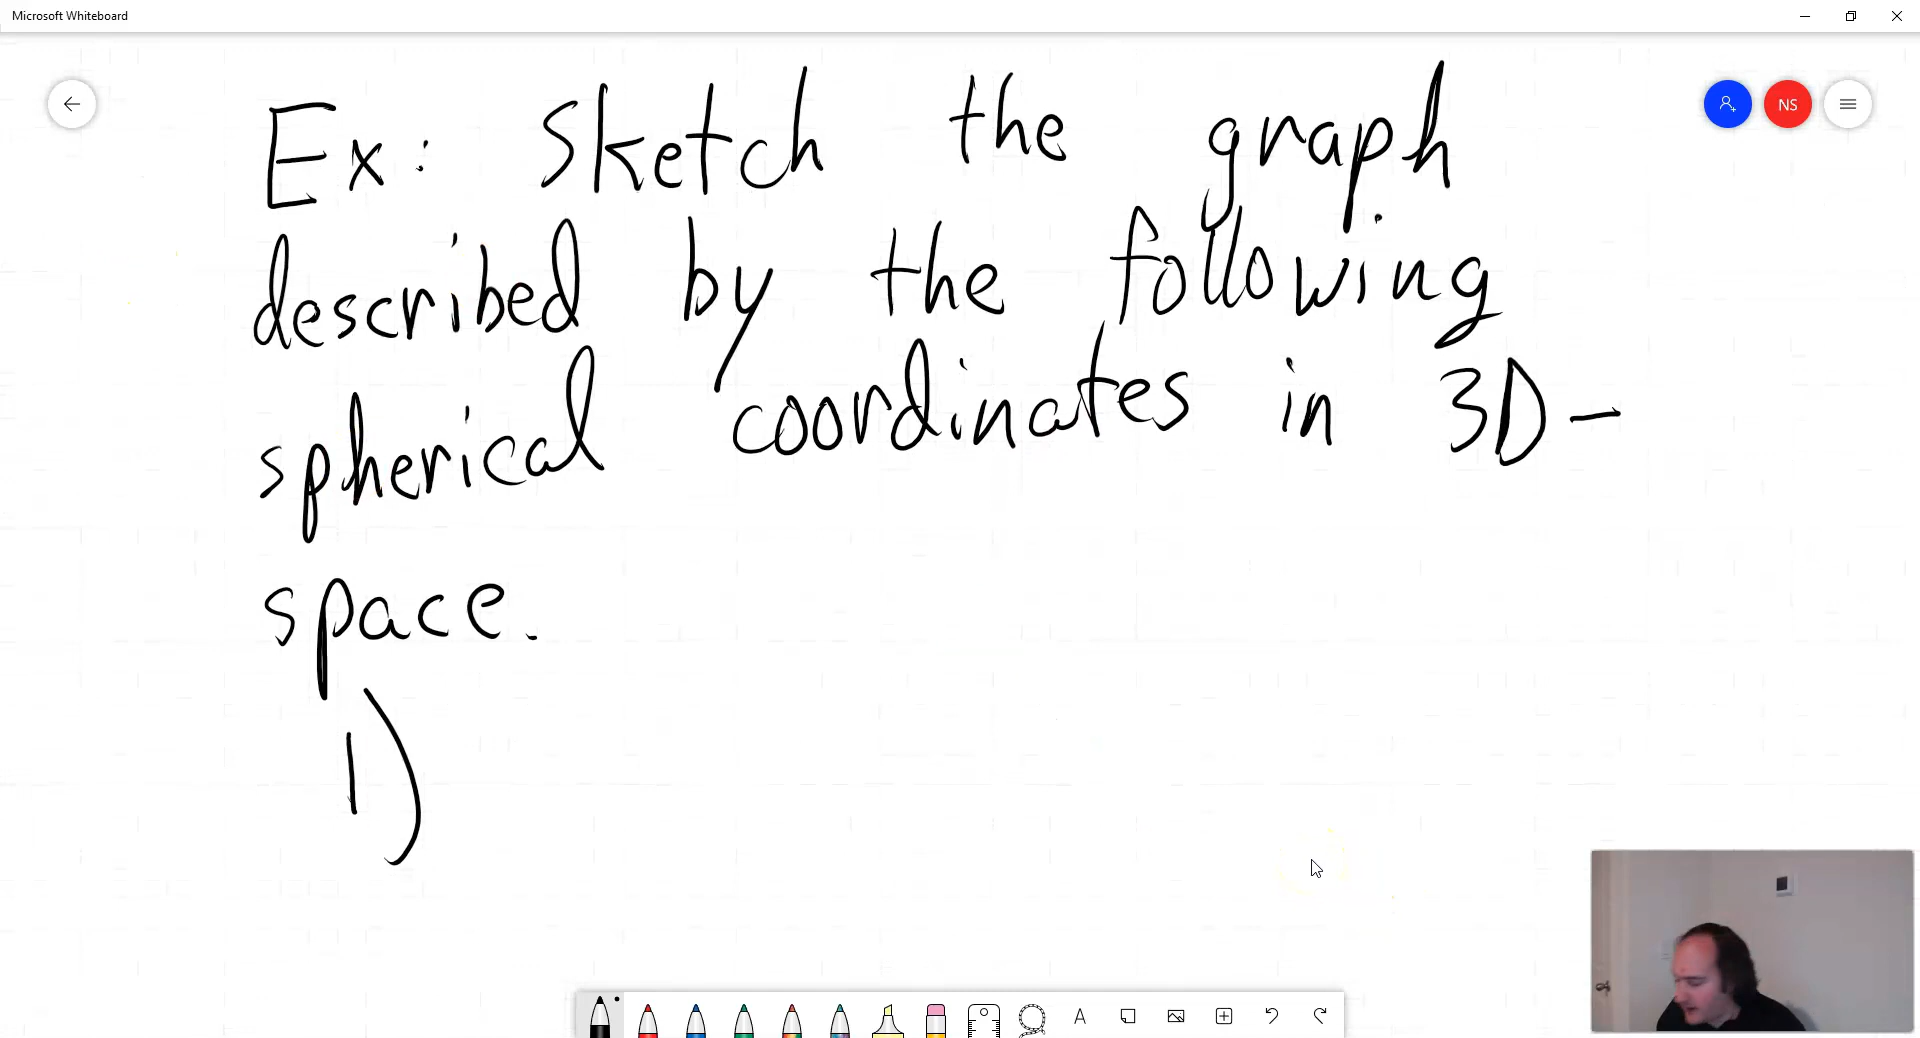 Microsoft Whiteboard
NS
Ex: Sketch the graph
described by the following
spherical coordinates in 3D-
space.
1)
A